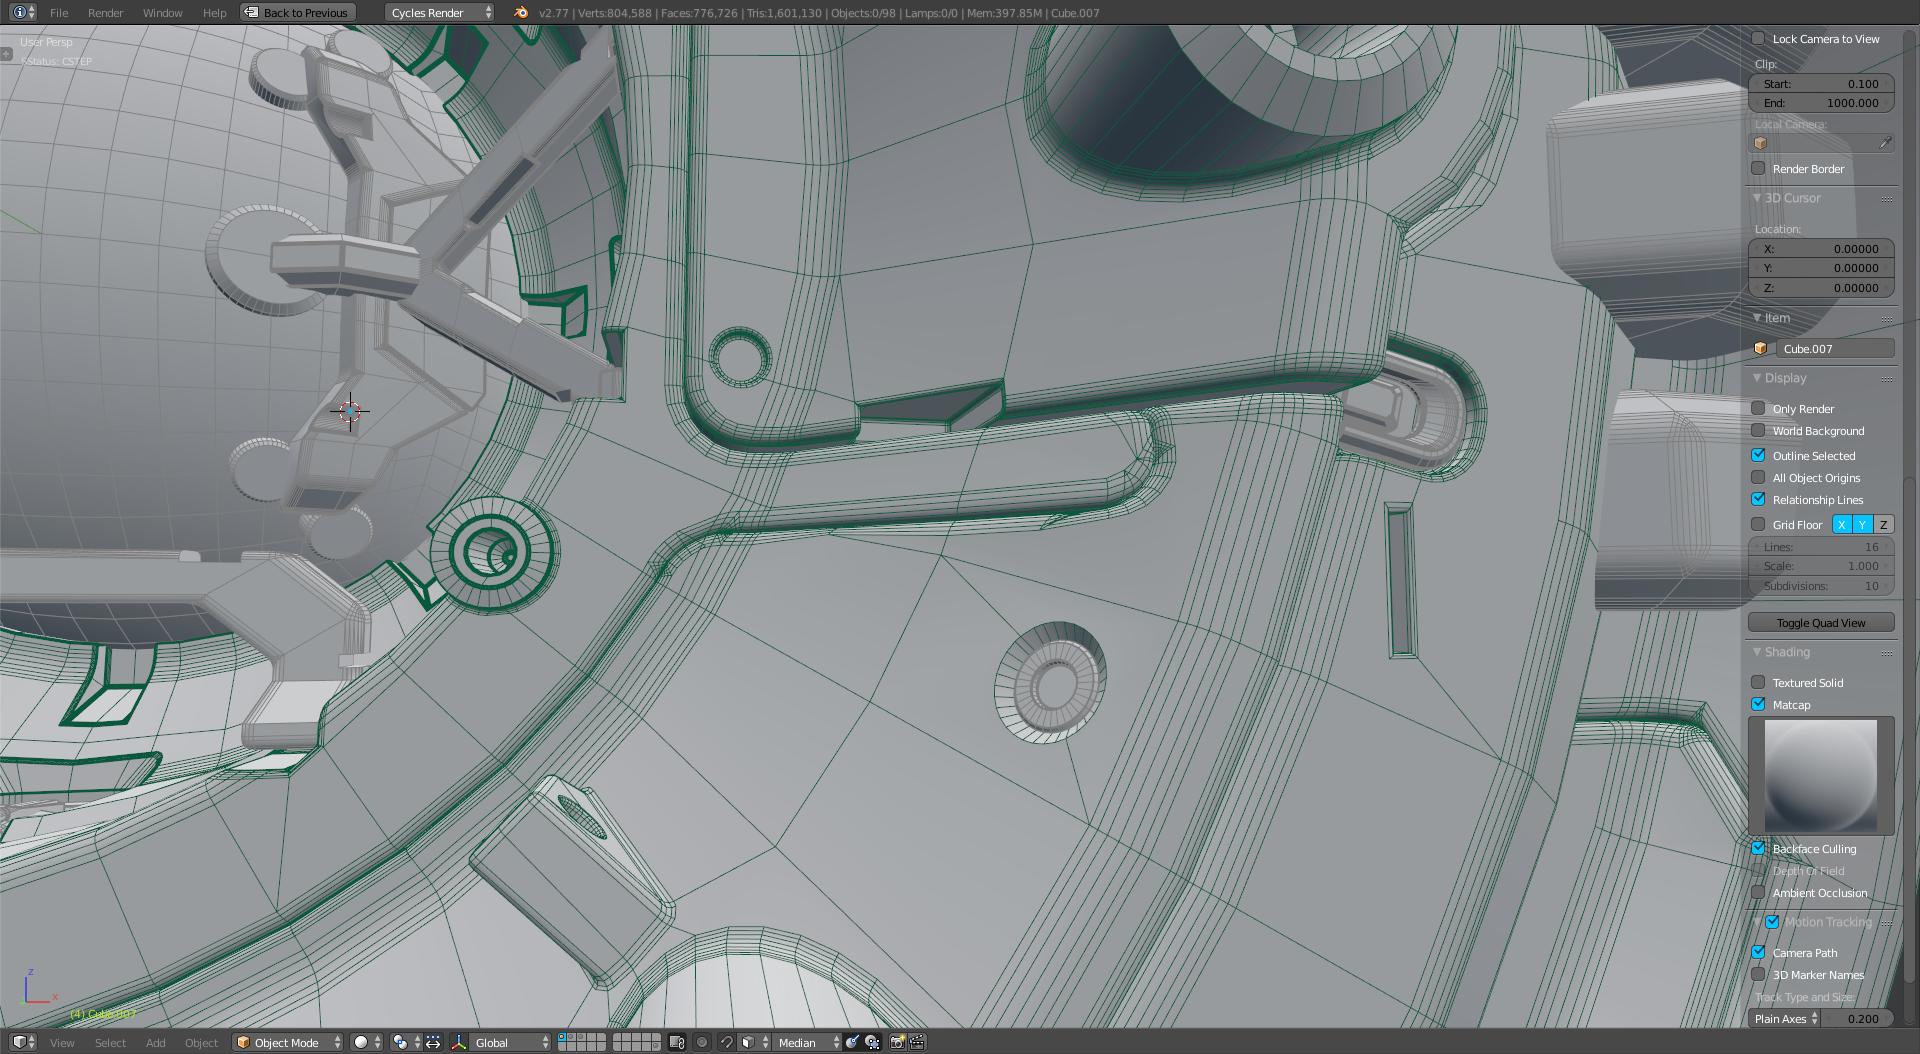 File Render Window Help Back to Previous Cycles Render v2.77 | Verts:804,588 | Faces:776,726 | Tris:1,601,130 | Objects:0/98 | Lamps:0/0 | Mem:397.85M | Cube.007
User Persp
SStatus: CSTEP
Lock Camera to View
Clip:
Start: 0.100
End: 1000.000
Local Camera:
Render Border
3D Cursor
Location:
X: 0.00000
Y: 0.00000
Z: 0.00000
Item
Cube.007
Display
Only Render
World Background
Outline Selected
All Object Origins
Relationship Lines
Grid Floor X Y Z
Lines: 16
Scale: 1.000
Subdivisions: 10
Toggle Quad View
Shading
Textured Solid
Matcap
Backface Culling
Depth Of Field
Ambient Occlusion
Motion Tracking
Camera Path
3D Marker Names
Track Type and Size:
Plain Axes 0.200
z
x
(4) Cube.007
View Select Add Object Object Mode Global Median